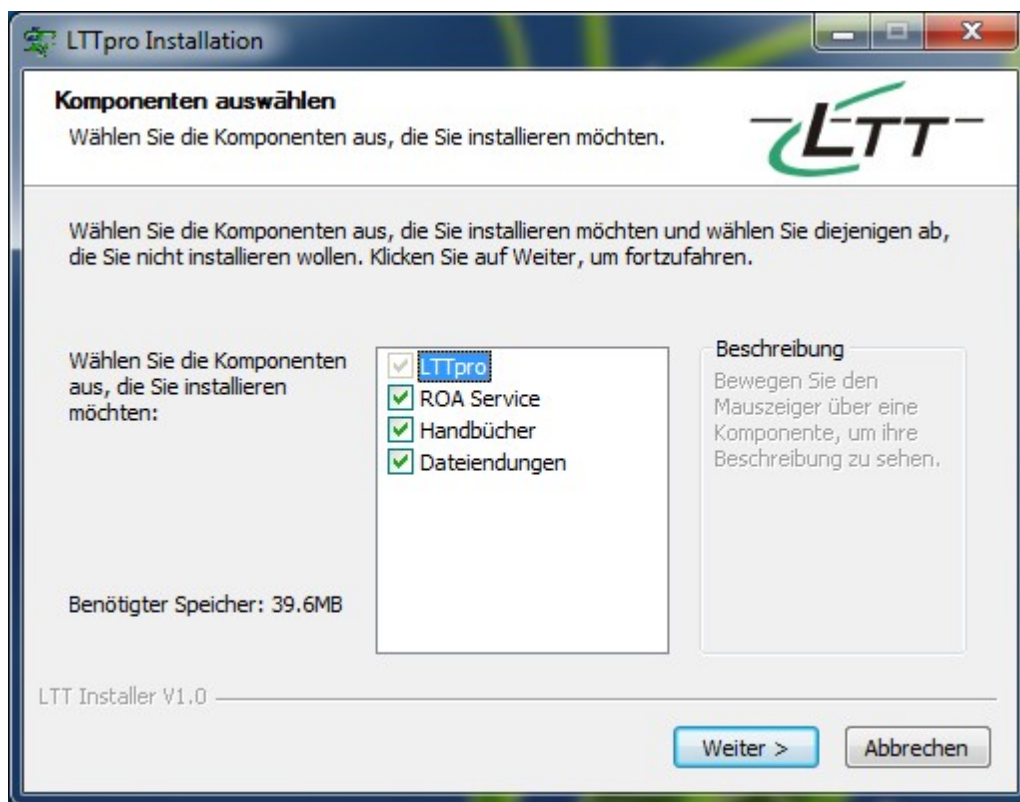 LTTpro Installation
Komponenten auswählen
Wählen Sie die Komponenten aus, die Sie installieren möchten.
LTT
Wählen Sie die Komponenten aus, die Sie installieren möchten und wählen Sie diejenigen ab,
die Sie nicht installieren wollen. Klicken Sie auf Weiter, um fortzufahren.
Wählen Sie die Komponenten
aus, die Sie installieren
möchten:
LTTpro
ROA Service
Handbücher
Dateiendungen
Beschreibung
Bewegen Sie den
Mauszeiger über eine
Komponente, um ihre
Beschreibung zu sehen.
Benötigter Speicher: 39.6MB
LTT Installer V1.0
Weiter >
Abbrechen